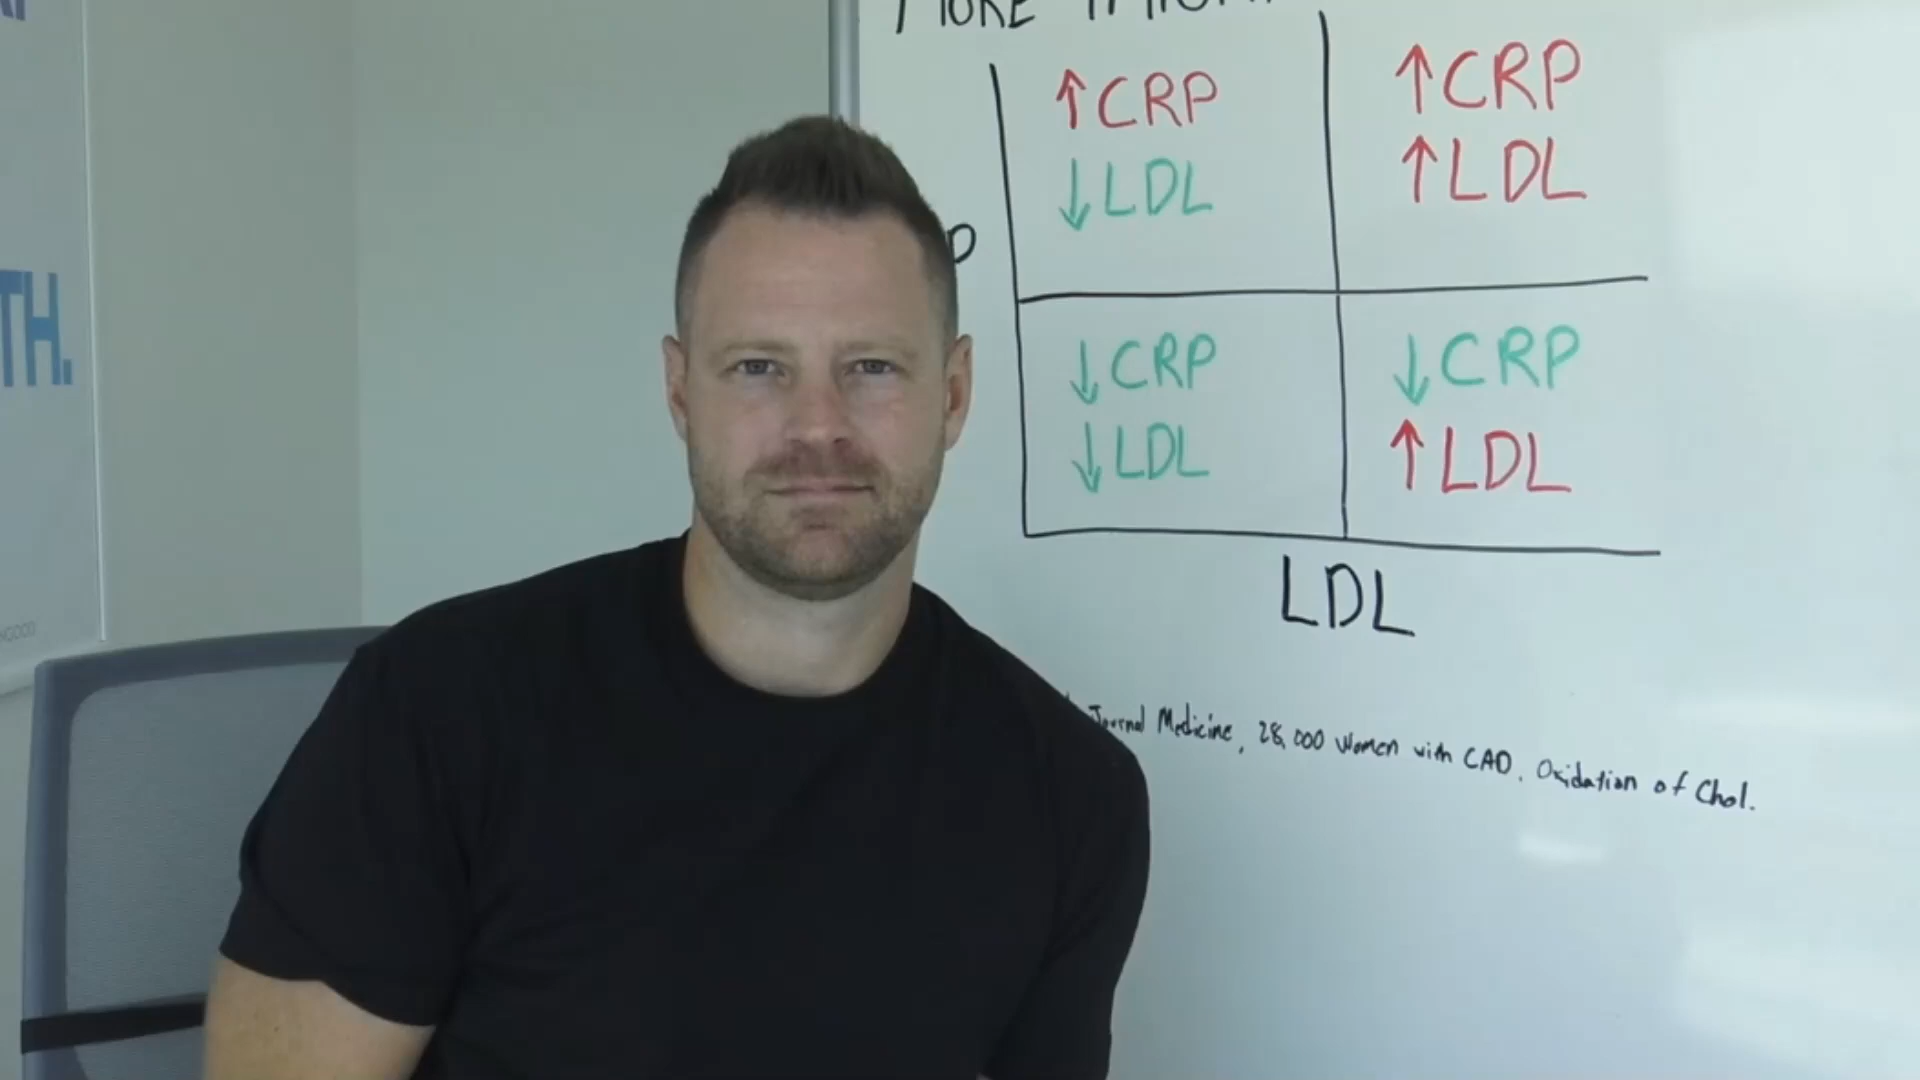 MORE
↑CRP
↓LDL
↑CRP
↑LDL
↓CRP
↓LDL
↓CRP
↑LDL
LDL
Journal Medicine, 28,000 Women with CAD. Oxidation of Chol.
TH.